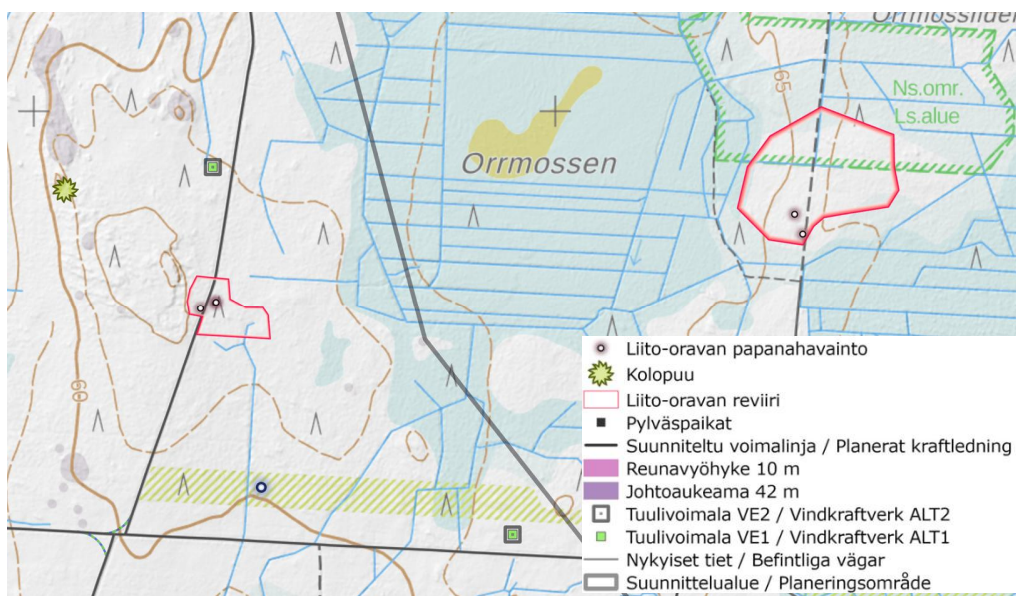 Orrmossliden
65
Ns.omr.
Ls.alue
Orrmossen
60
Liito-oravan papanahavainto
Kolopuu
Liito-oravan reviiri
Pylväspaikat
Suunniteltu voimalinja / Planerat kraftledning
Reunavyöhyke 10 m
Johtoaukeama 42 m
Tuulivoimala VE2 / Vindkraftverk ALT2
Tuulivoimala VE1 / Vindkraftverk ALT1
Nykyiset tiet / Befintliga vägar
Suunnittelualue / Planeringsområde